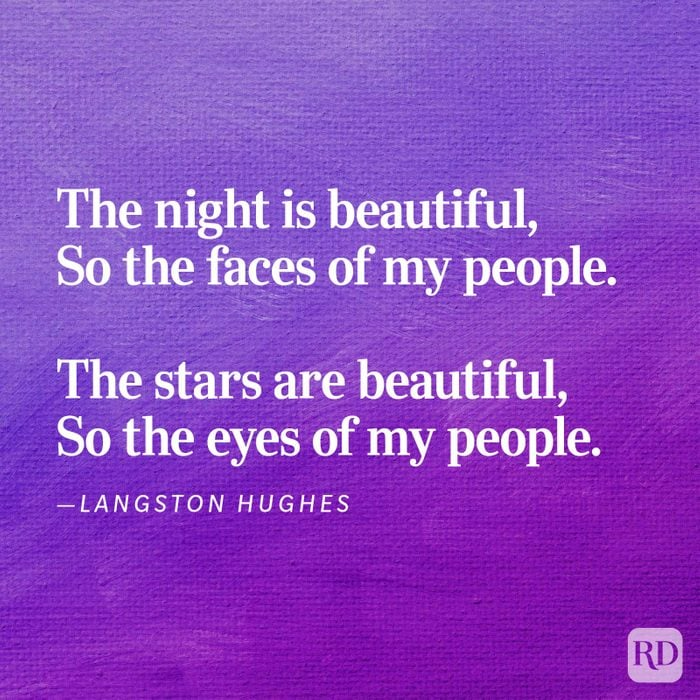 The night is beautiful,
So the faces of my people.
The stars are beautiful,
So the eyes of my people.
—LANGSTON HUGHES
RD